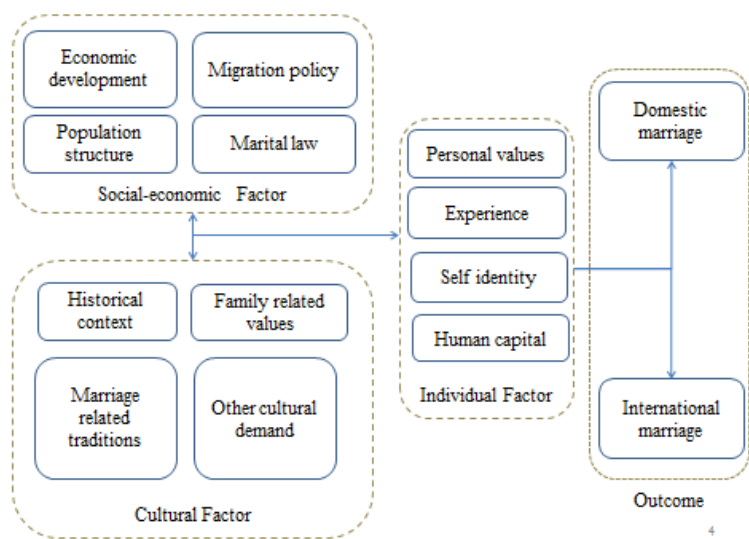 Economic
development
Migration policy
Population
structure
Marital law
Social-economic Factor
Historical
context
Family related
values
Marriage
related
traditions
Other cultural
demand
Cultural Factor
Personal values
Experience
Self identity
Human capital
Individual Factor
Domestic
marriage
International
marriage
Outcome
4